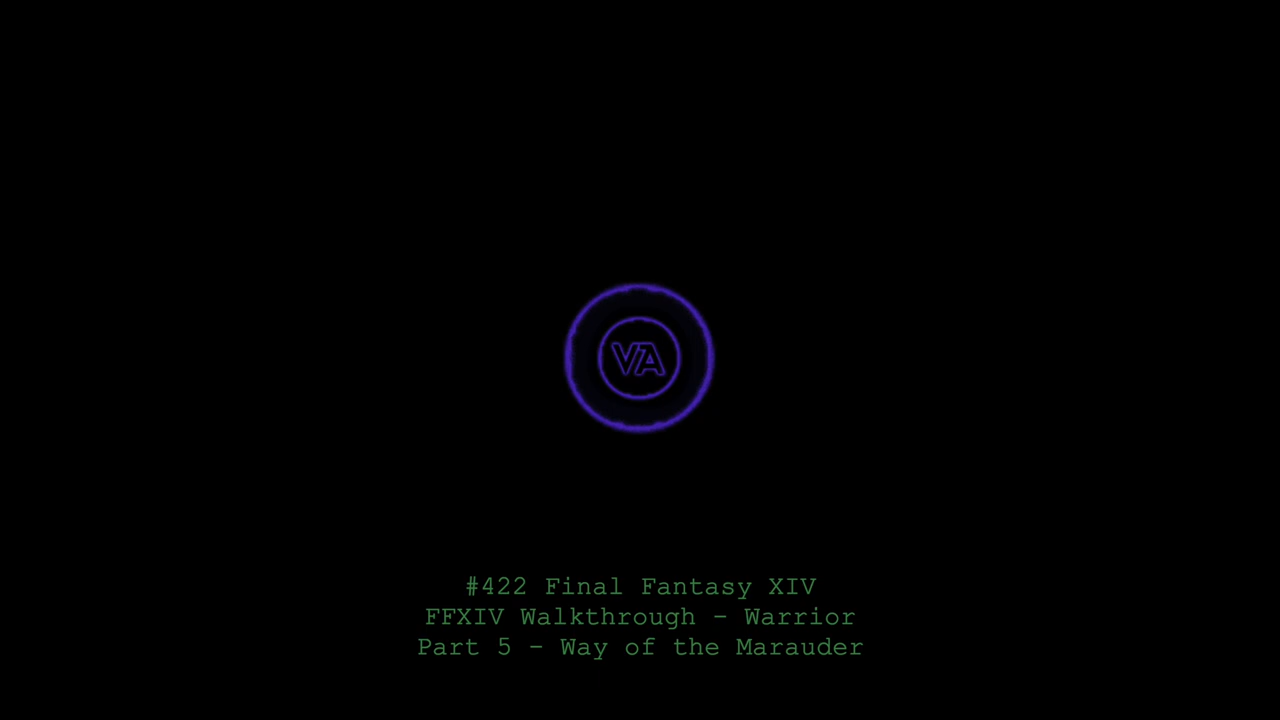 VA
#422 Final Fantasy XIV
FFXIV Walkthrough - Warrior
Part 5 - Way of the Marauder